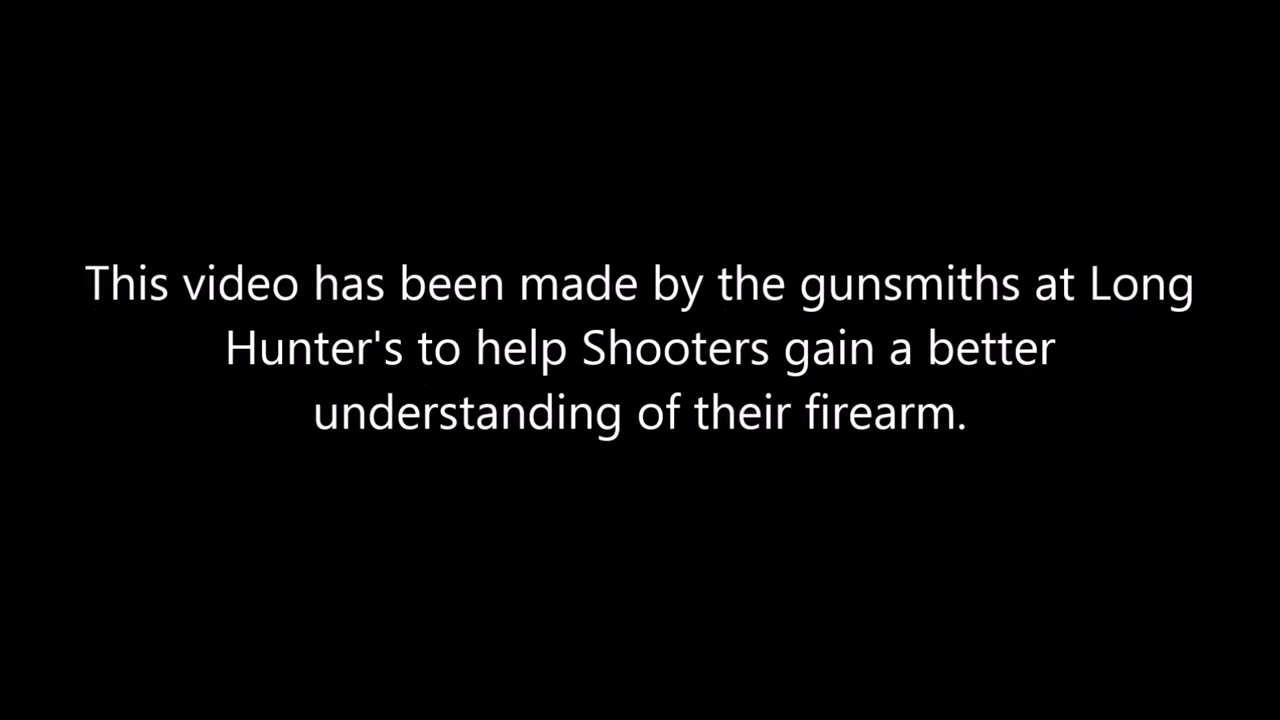 This video has been made by the gunsmiths at Long
Hunter's to help Shooters gain a better
understanding of their firearm.